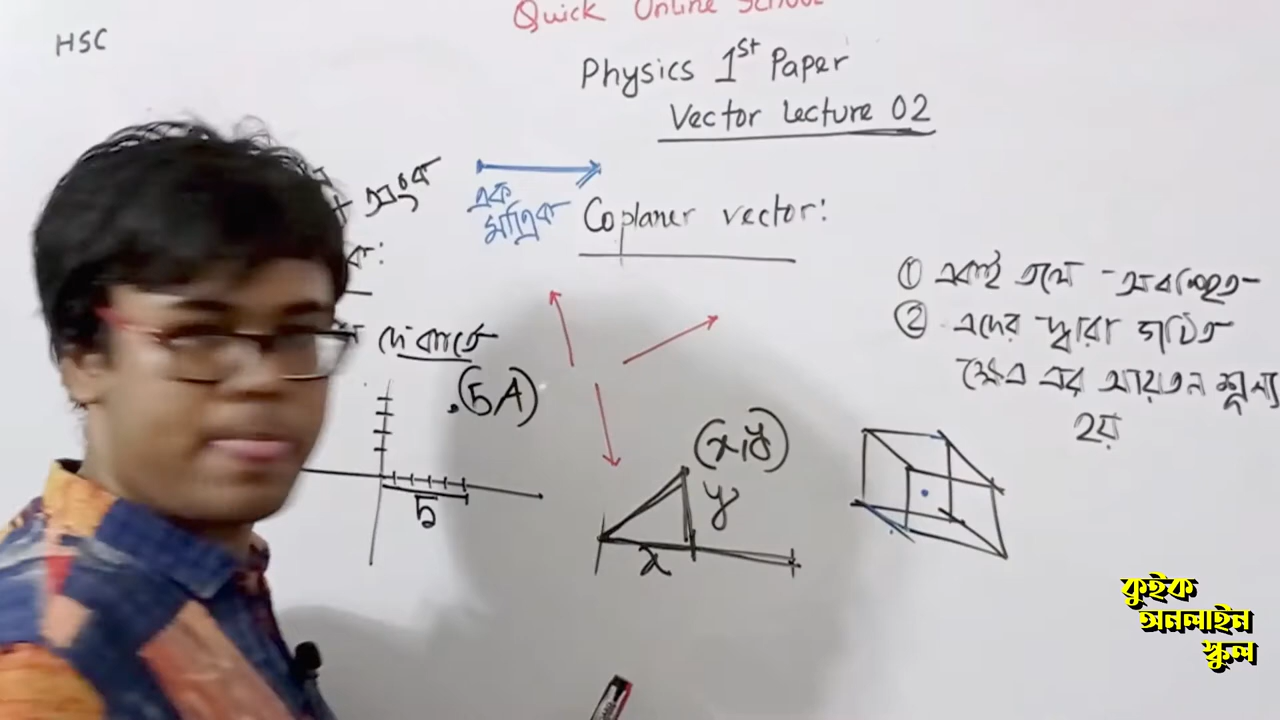 Quick Online School
HSC
Physics 1st Paper
Vector Lecture 02
এক
মাত্রিক
Coplaner vector:
① একই তলে অবস্থিত
② এদের দ্বারা গঠিত
ক্ষেত্র এর আয়তন শূন্য
হয়
(5A)
5
(x,y)
y
x
কুইক
অনলাইন
স্কুল